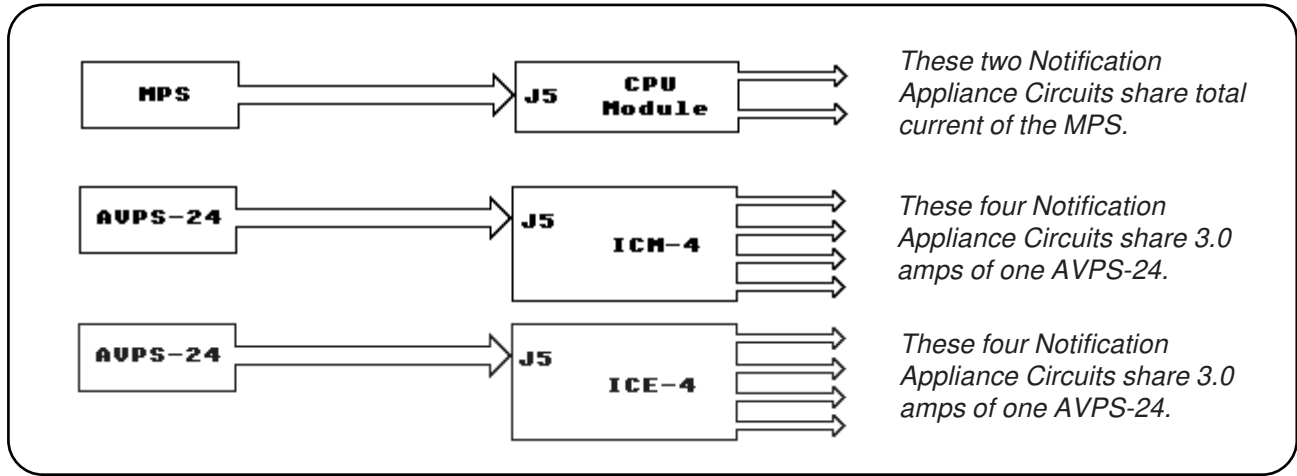 MPS
J5
CPU
Module
These two Notification
Appliance Circuits share total
current of the MPS.
AVPS-24
J5
ICM-4
These four Notification
Appliance Circuits share 3.0
amps of one AVPS-24.
AVPS-24
J5
ICE-4
These four Notification
Appliance Circuits share 3.0
amps of one AVPS-24.